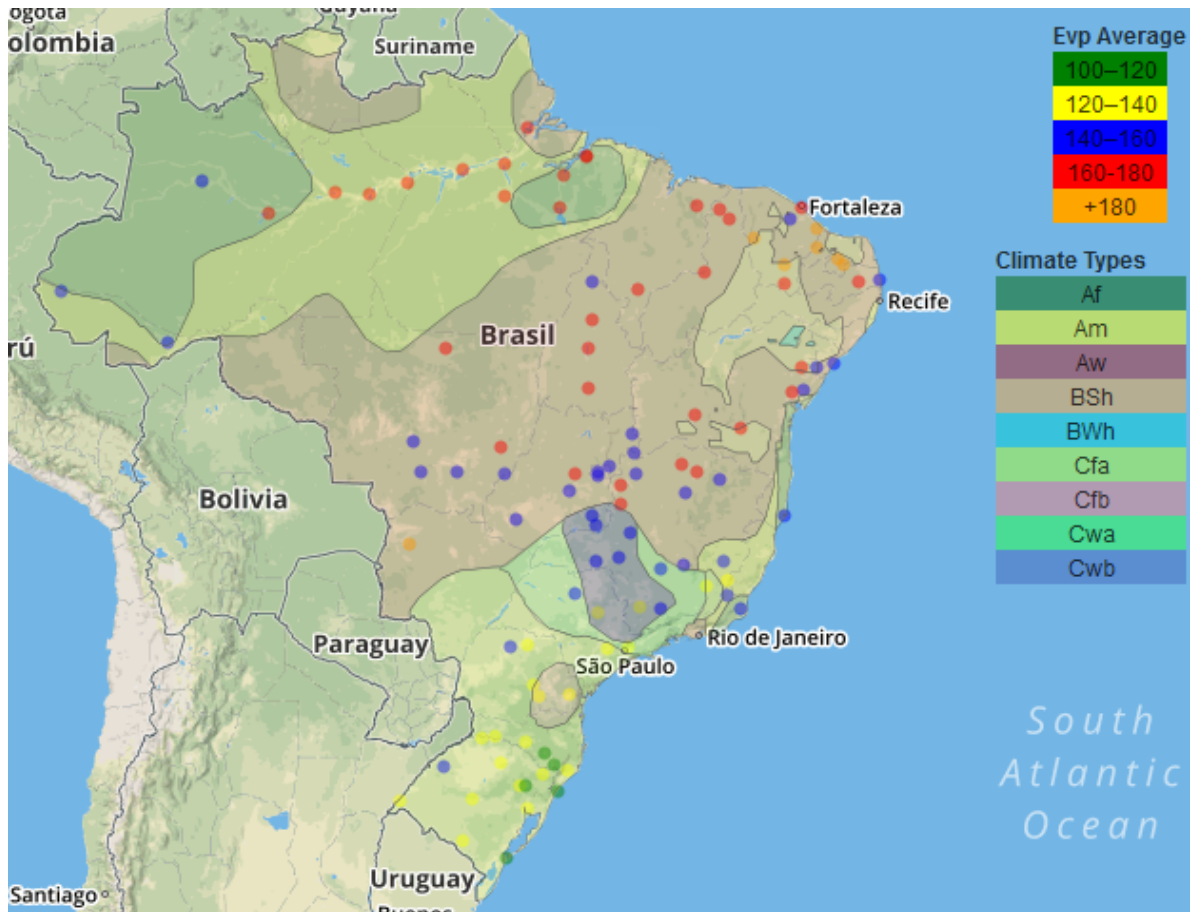 ogota
olombia
Guyana
Suriname
Evp Average
100–120
120–140
140–160
160-180
+180
Fortaleza
Climate Types
Af
Am
Aw
BSh
BWh
Cfa
Cfb
Cwa
Cwb
Recife
Brasil
rú
Bolivia
Paraguay
Rio de Janeiro
São Paulo
South
Atlantic
Ocean
Uruguay
Santiago
Buenos